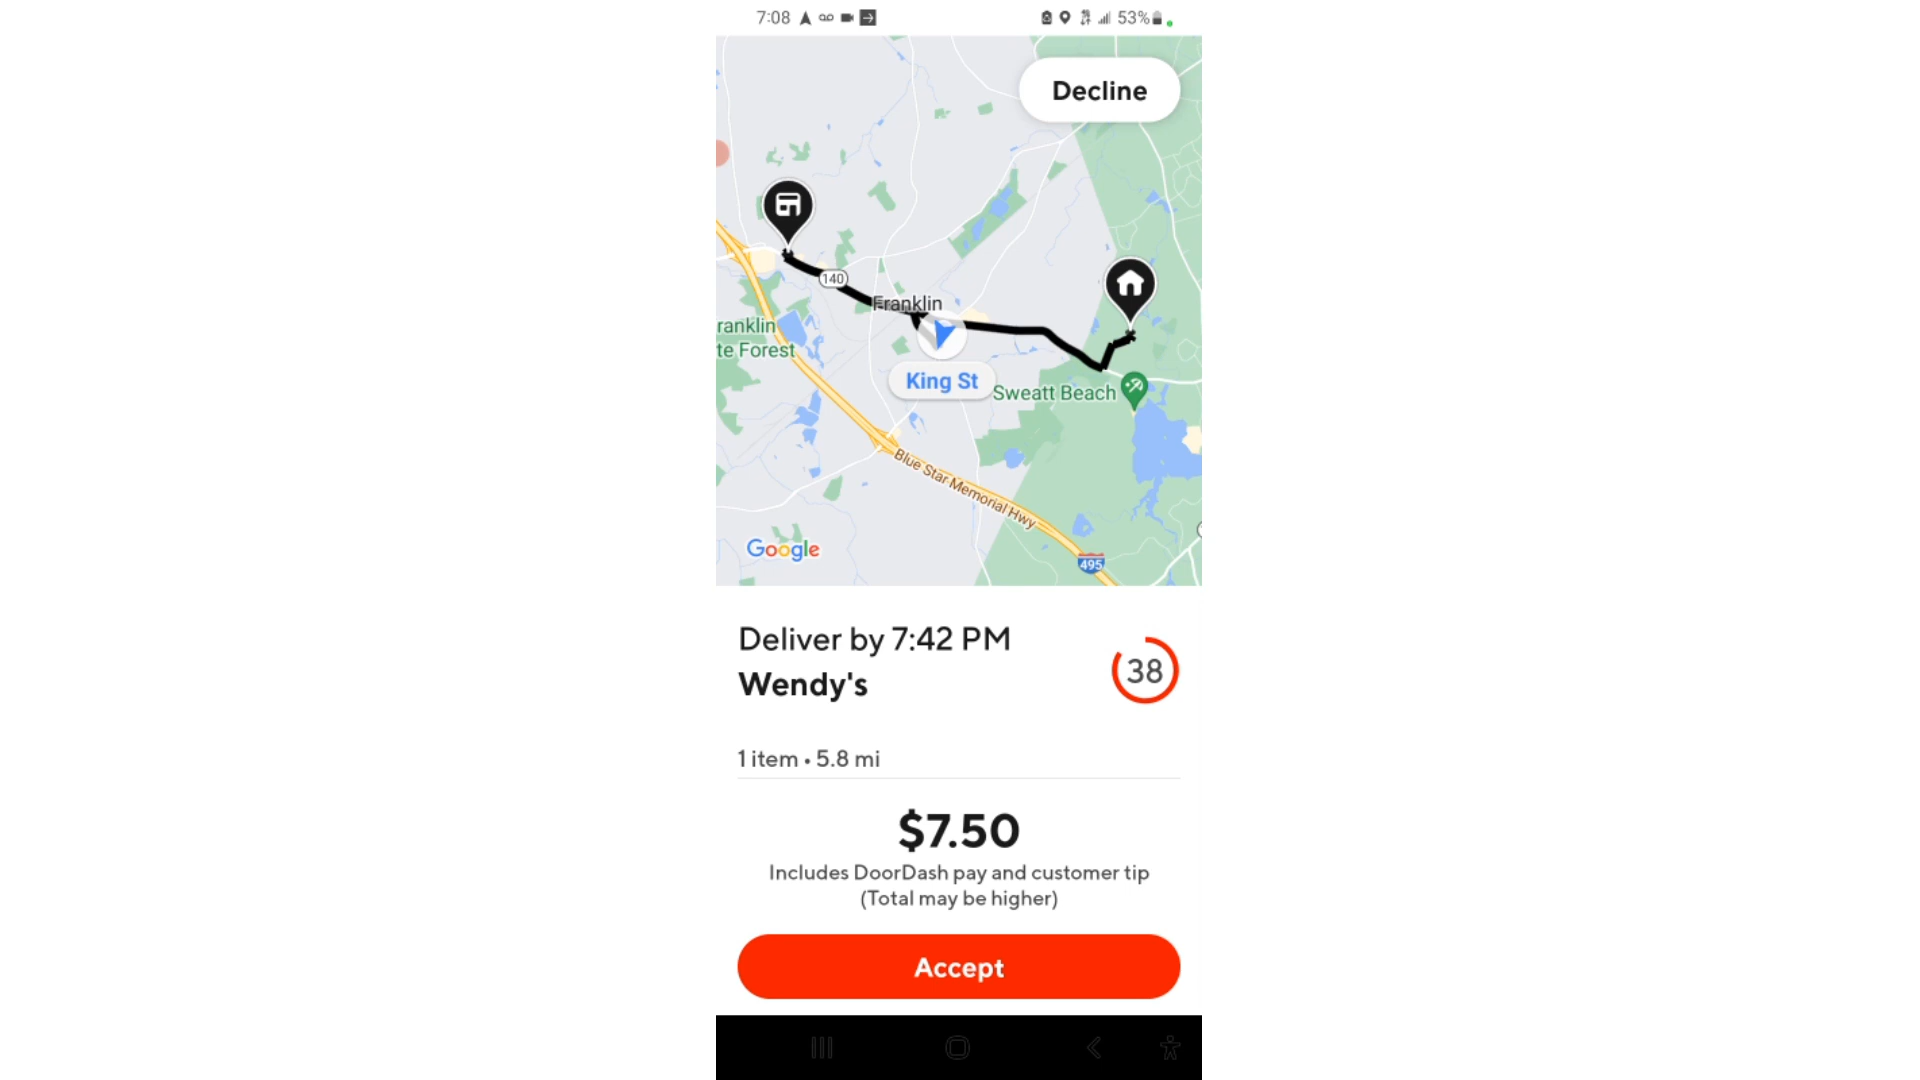 7:08
53%
Decline
140
Franklin
ranklin
te Forest
King St
Sweatt Beach
Blue Star Memorial Hwy
Google
495
Deliver by 7:42 PM
Wendy's
38
1 item • 5.8 mi
$7.50
Includes DoorDash pay and customer tip
(Total may be higher)
Accept